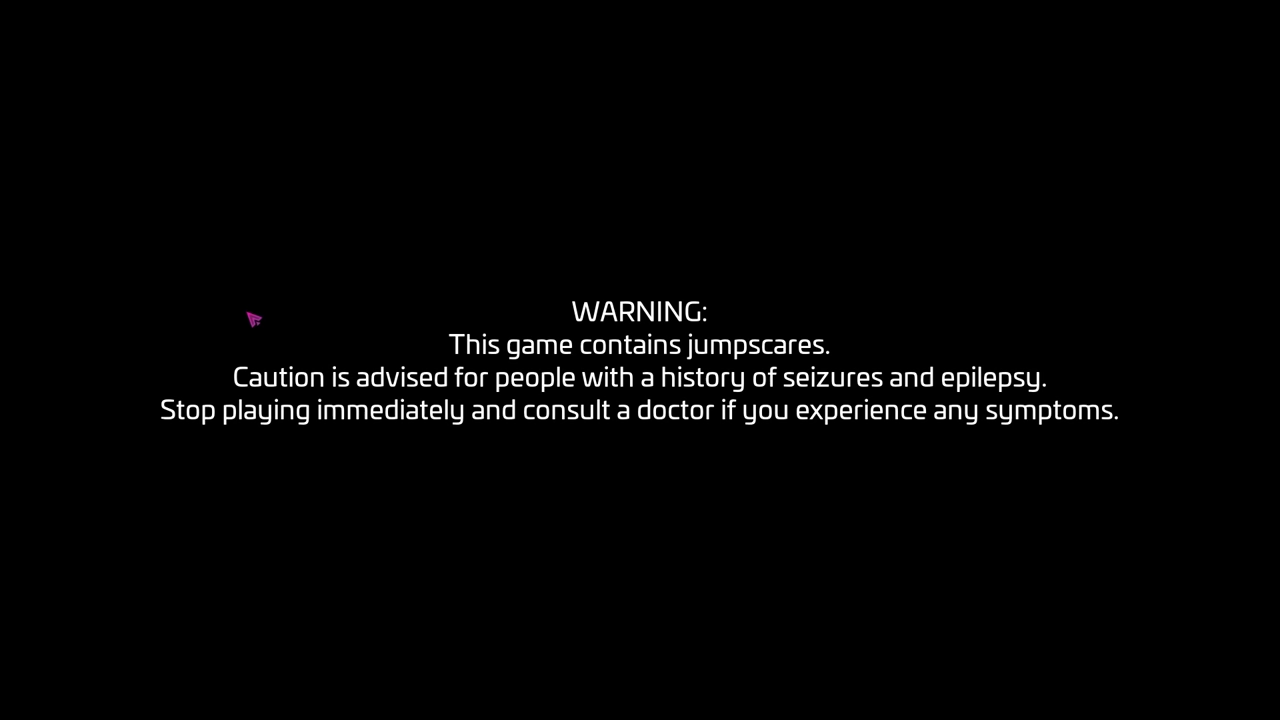 WARNING:
This game contains jumpscares.
Caution is advised for people with a history of seizures and epilepsy.
Stop playing immediately and consult a doctor if you experience any symptoms.